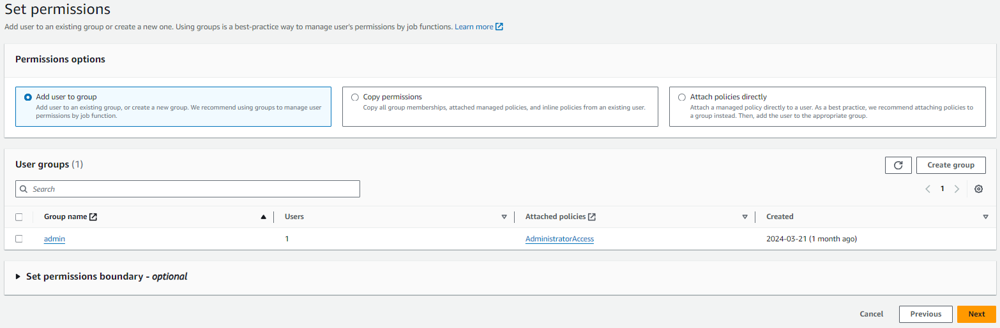 Set permissions
Add user to an existing group or create a new one. Using groups is a best-practice way to manage user's permissions by job functions. Learn more
Permissions options
Add user to group
Add user to an existing group, or create a new group. We recommend using groups to manage user
permissions by job function.
Copy permissions
Copy all group memberships, attached managed policies, and inline policies from an existing user.
Attach policies directly
Attach a managed policy directly to a user. As a best practice, we recommend attaching policies to
a group instead. Then, add the user to the appropriate group.
User groups (1)
Create group
Search
1
Group name Users Attached policies Created
admin 1 AdministratorAccess 2024-03-21 (1 month ago)
Set permissions boundary - optional
Cancel Previous Next